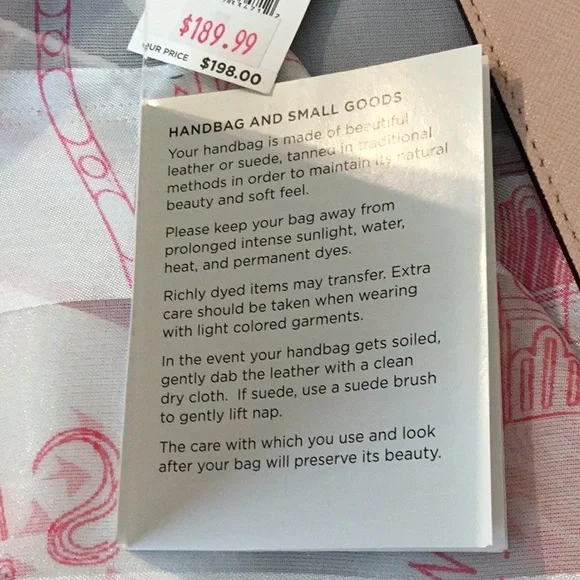 $189.99
OUR PRICE $198.00
HANDBAG AND SMALL GOODS
Your handbag is made of beautiful
leather or suede, tanned in traditional
methods in order to maintain its natural
beauty and soft feel.
Please keep your bag away from
prolonged intense sunlight, water,
heat, and permanent dyes.
Richly dyed items may transfer. Extra
care should be taken when wearing
with light colored garments.
In the event your handbag gets soiled,
gently dab the leather with a clean
dry cloth. If suede, use a suede brush
to gently lift nap.
The care with which you use and look
after your bag will preserve its beauty.